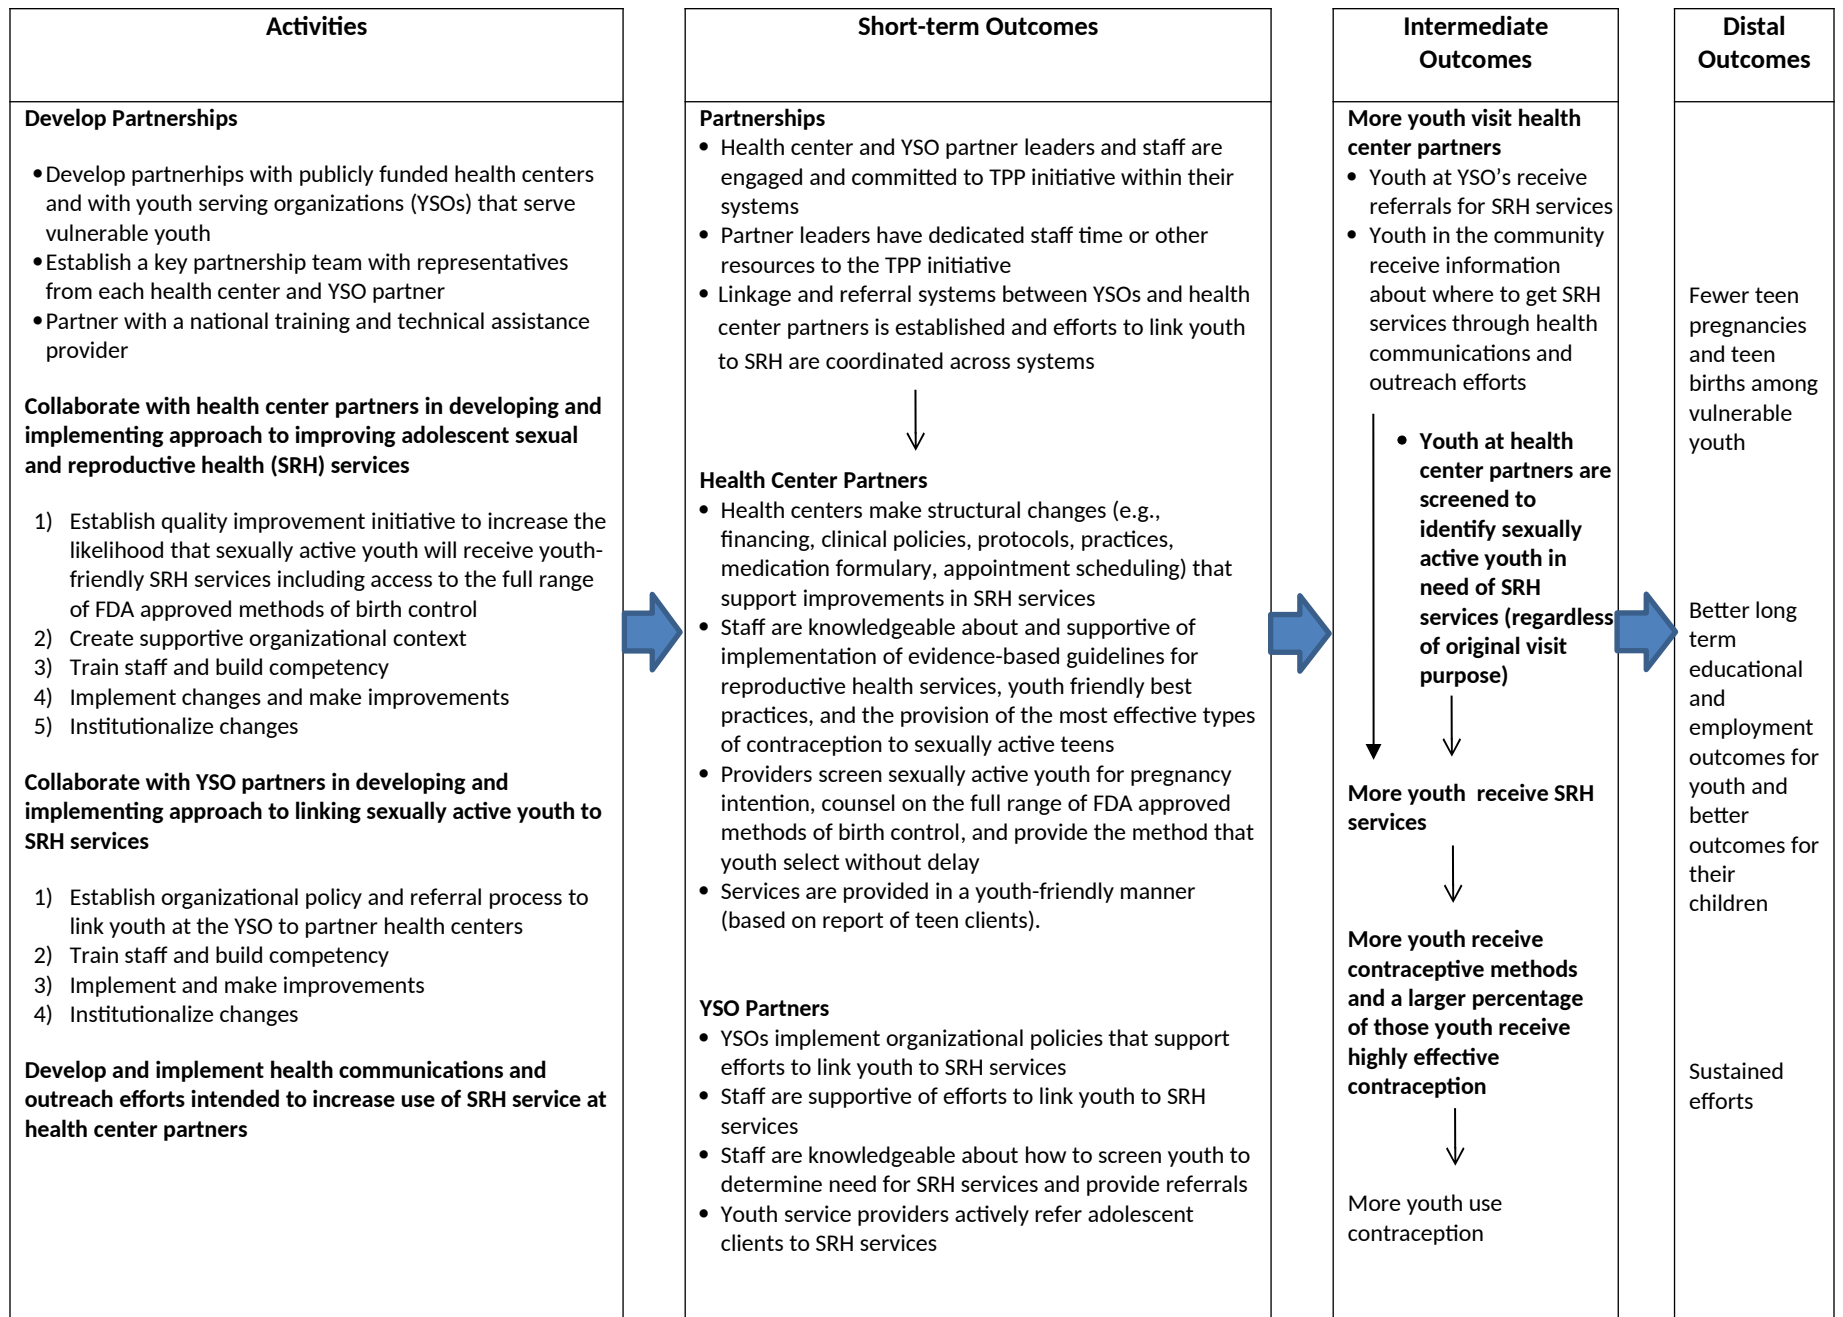 Activities
Develop Partnerships
•Develop partnerhips with publicly funded health centers
and with youth serving organizations (YSOs) that serve
vulnerable youth
•Establish a key partnership team with representatives
from each health center and YSO partner
•Partner with a national training and technical assistance
provider
Collaborate with health center partners in developing and
implementing approach to improving adolescent sexual
and reproductive health (SRH) services
1) Establish quality improvement initiative to increase the
likelihood that sexually active youth will receive youth-
friendly SRH services including access to the full range
of FDA approved methods of birth control
2) Create supportive organizational context
3) Train staff and build competency
4) Implement changes and make improvements
5) Institutionalize changes
Collaborate with YSO partners in developing and
implementing approach to linking sexually active youth to
SRH services
1) Establish organizational policy and referral process to
link youth at the YSO to partner health centers
2) Train staff and build competency
3) Implement and make improvements
4) Institutionalize changes
Develop and implement health communications and
outreach efforts intended to increase use of SRH service at
health center partners
Short-term Outcomes
Partnerships
• Health center and YSO partner leaders and staff are
engaged and committed to TPP initiative within their
systems
• Partner leaders have dedicated staff time or other
resources to the TPP initiative
• Linkage and referral systems between YSOs and health
center partners is established and efforts to link youth
to SRH are coordinated across systems
Health Center Partners
• Health centers make structural changes (e.g.,
financing, clinical policies, protocols, practices,
medication formulary, appointment scheduling) that
support improvements in SRH services
• Staff are knowledgeable about and supportive of
implementation of evidence-based guidelines for
reproductive health services, youth friendly best
practices, and the provision of the most effective types
of contraception to sexually active teens
• Providers screen sexually active youth for pregnancy
intention, counsel on the full range of FDA approved
methods of birth control, and provide the method that
youth select without delay
• Services are provided in a youth-friendly manner
(based on report of teen clients).
YSO Partners
• YSOs implement organizational policies that support
efforts to link youth to SRH services
• Staff are supportive of efforts to link youth to SRH
services
• Staff are knowledgeable about how to screen youth to
determine need for SRH services and provide referrals
• Youth service providers actively refer adolescent
clients to SRH services
Intermediate
Outcomes
More youth visit health
center partners
• Youth at YSO’s receive
referrals for SRH services
• Youth in the community
receive information
about where to get SRH
services through health
communications and
outreach efforts
• Youth at health
center partners are
screened to
identify sexually
active youth in
need of SRH
services (regardless
of original visit
purpose)
More youth  receive SRH
services
More youth receive
contraceptive methods
and a larger percentage
of those youth receive
highly effective
contraception
More youth use
contraception
Distal
Outcomes
Fewer teen
pregnancies
and teen
births among
vulnerable
youth
Better long
term
educational
and
employment
outcomes for
youth and
better
outcomes for
their
children
Sustained
efforts